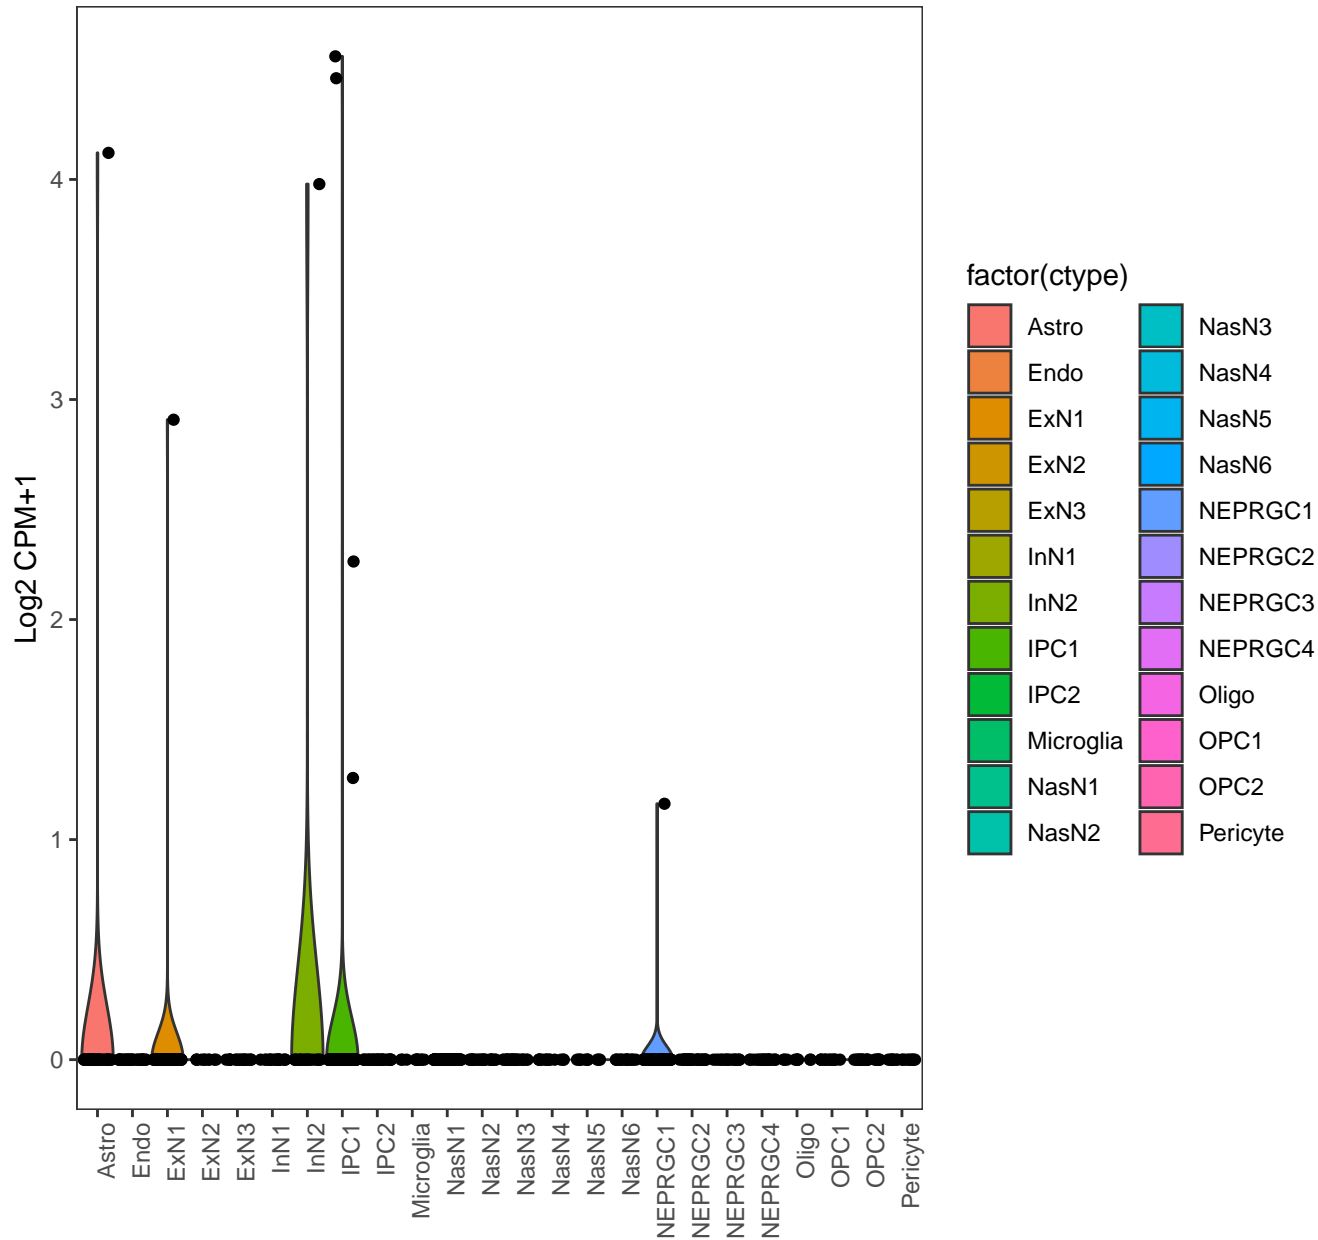 Log2 CPM+1
4
3
2
1
0
Astro
Endo
ExN1
ExN2
ExN3
InN1
InN2
IPC1
IPC2
Microglia
NasN1
NasN2
NasN3
NasN4
NasN5
NasN6
NEPRGC1
NEPRGC2
NEPRGC3
NEPRGC4
Oligo
OPC1
OPC2
Pericyte
factor(ctype)
Astro
Endo
ExN1
ExN2
ExN3
InN1
InN2
IPC1
IPC2
Microglia
NasN1
NasN2
NasN3
NasN4
NasN5
NasN6
NEPRGC1
NEPRGC2
NEPRGC3
NEPRGC4
Oligo
OPC1
OPC2
Pericyte